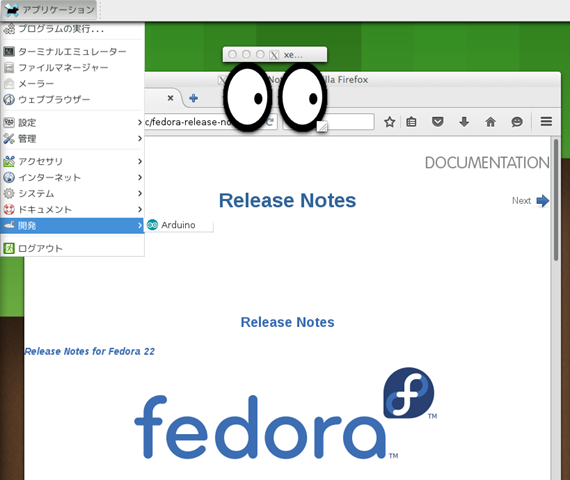 アプリケーション
プログラムの実行...
ターミナルエミュレーター
ファイルマネージャー
メーラー
ウェブブラウザー
設定
管理
アクセサリ
インターネット
システム
ドキュメント
開発
Arduino
ログアウト
xe...
Firefox
c/fedora-release-no
DOCUMENTATION
Release Notes
Next
Release Notes
Release Notes for Fedora 22
fedora™